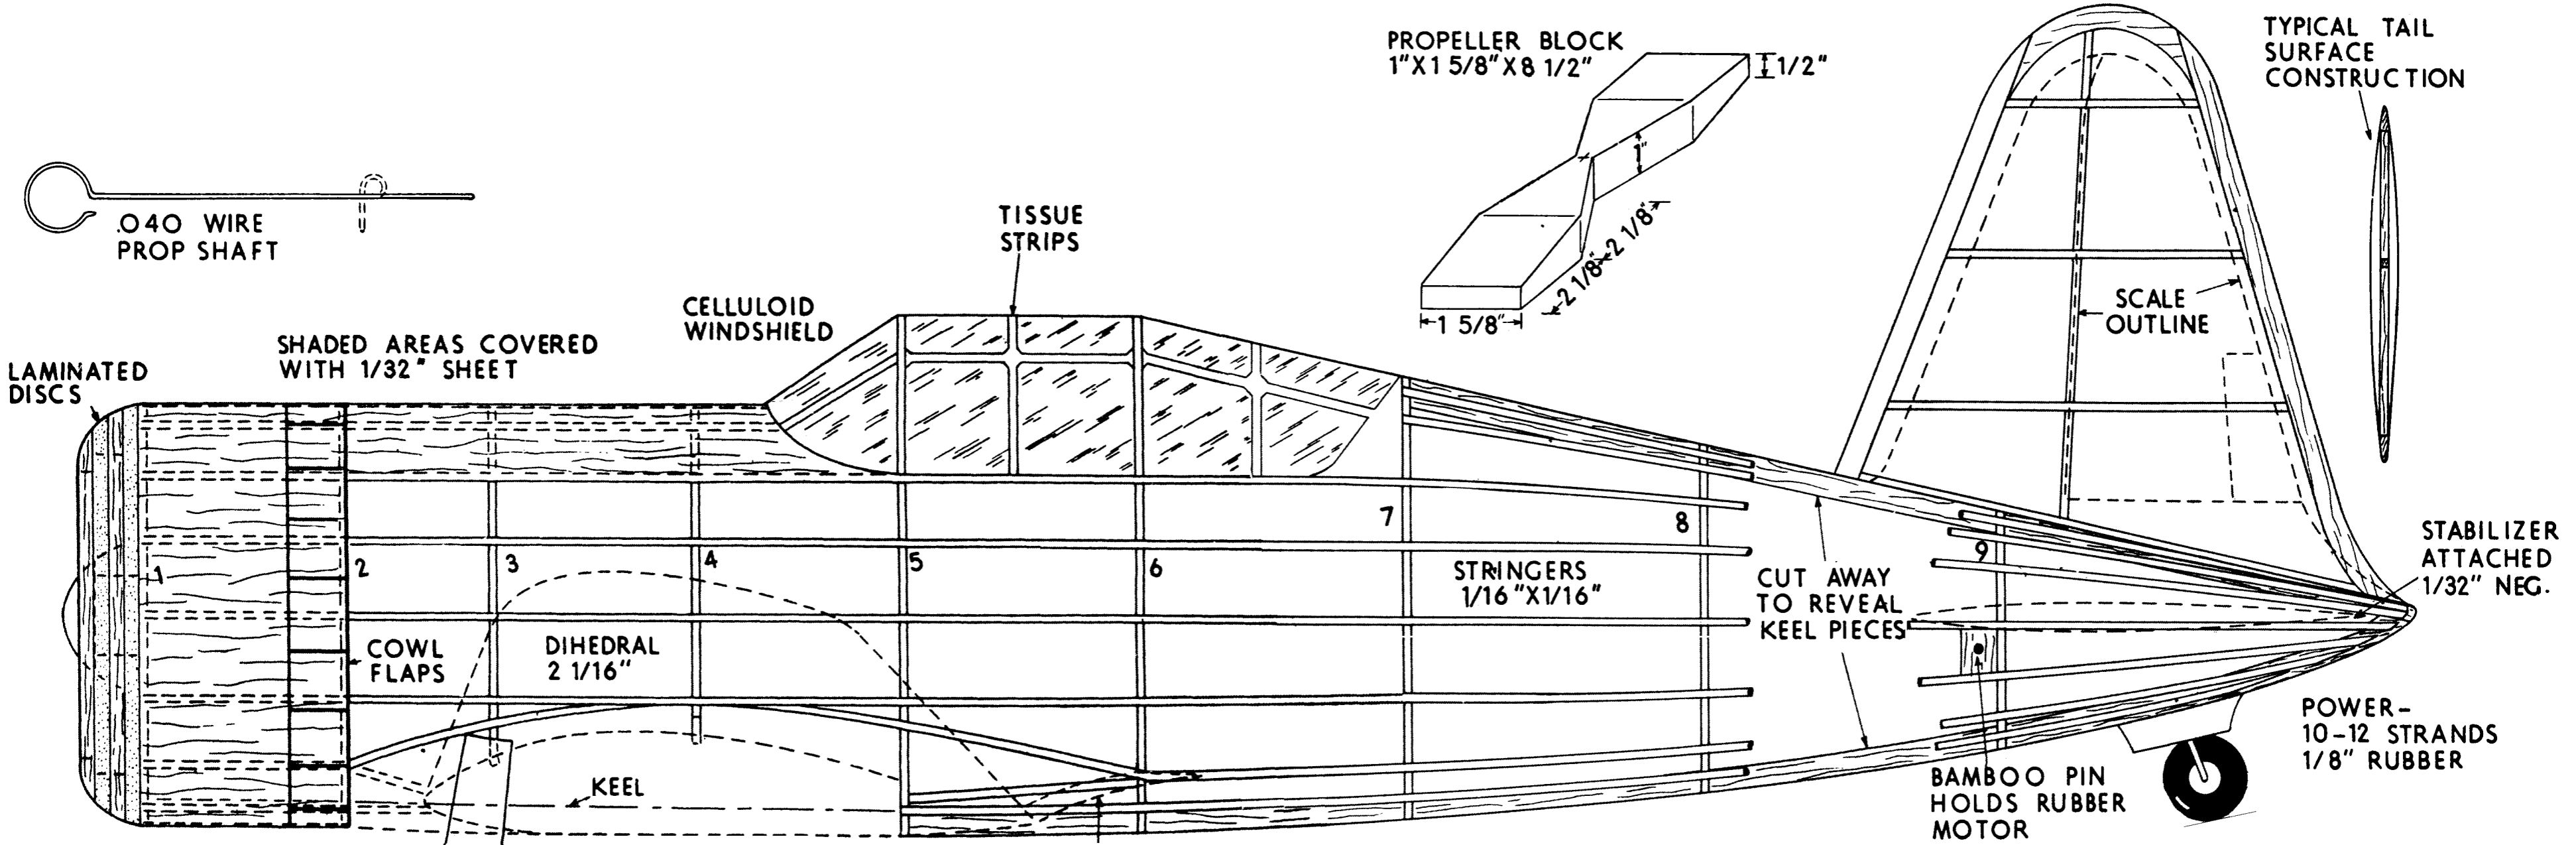 PROPELLER BLOCK
1"X1 5/8"X8 1/2"
1/2"
1"
2 1/8"
2 1/8"
1 5/8"
TYPICAL TAIL
SURFACE
CONSTRUCTION
.040 WIRE
PROP SHAFT
TISSUE
STRIPS
CELLULOID
WINDSHIELD
SHADED AREAS COVERED
WITH 1/32" SHEET
LAMINATED
DISCS
SCALE
OUTLINE
1
2
3
4
5
6
7
8
9
STRINGERS
1/16"X1/16"
CUT AWAY
TO REVEAL
KEEL PIECES
STABILIZER
ATTACHED
1/32" NEG.
COWL
FLAPS
DIHEDRAL
2 1/16"
KEEL
POWER-
10-12 STRANDS
1/8" RUBBER
BAMBOO PIN
HOLDS RUBBER
MOTOR